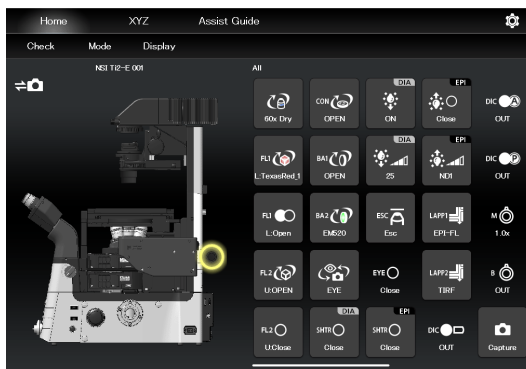 Home XYZ Assist Guide
Check Mode Display
NSI Ti2-E 001
All
DIA EPI
CON DIC A
60x Dry OPEN ON Close OUT
DIA EPI
FL1 BA1 DIC P
L:TexasRed_1 OPEN 25 ND1 OUT
FL1 BA2 ESC LAPP1 M
L:Open EM520 Esc EPI-FL 1.0x
FL2 EYE LAPP2 B
U:OPEN EYE Close TIRF OUT
DIA EPI
FL2 SHTR SHTR DIC
U:Close Close Close OUT Capture